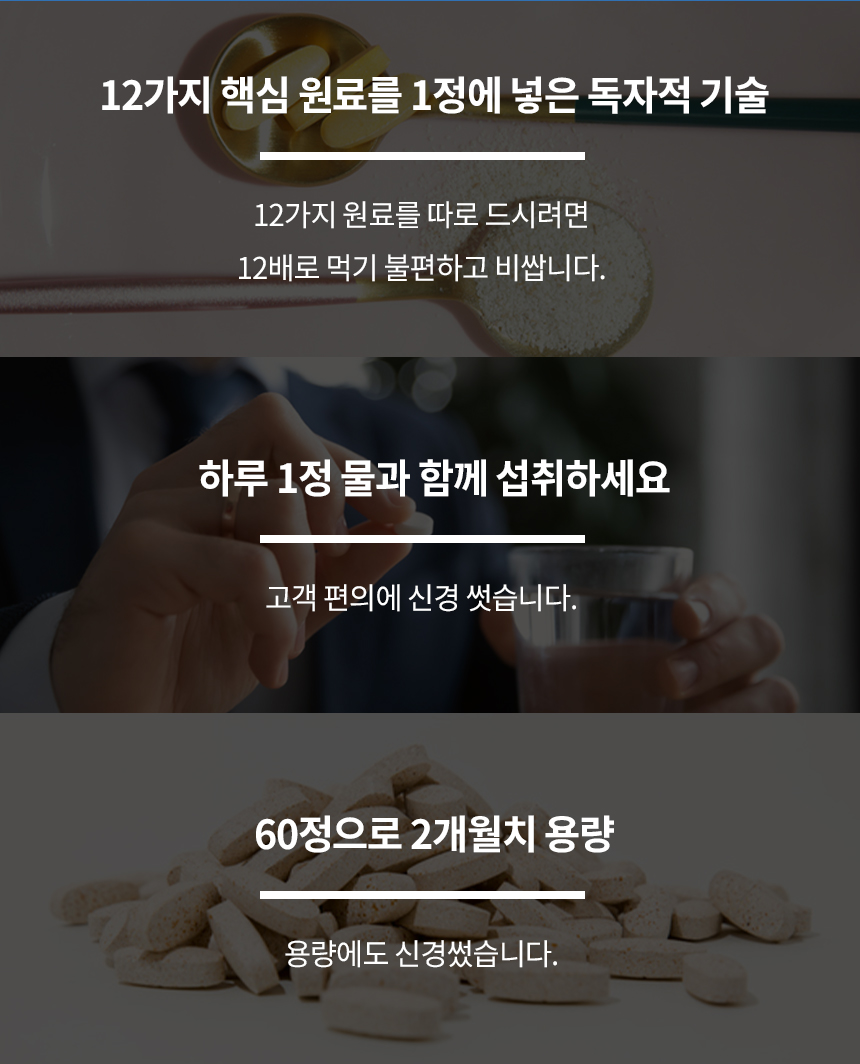 12가지 핵심 원료를 1정에 넣은 독자적 기술
12가지 원료를 따로 드시려면
12배로 먹기 불편하고 비쌉니다.
하루 1정 물과 함께 섭취하세요
고객 편의에 신경 썻습니다.
60정으로 2개월치 용량
용량에도 신경썼습니다.